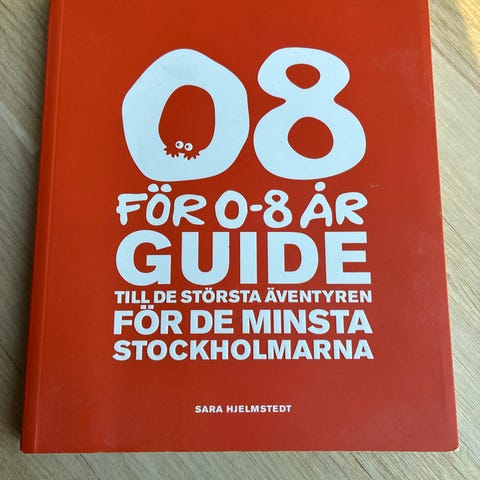 08
FÖR 0-8 ÅR
GUIDE
TILL DE STÖRSTA ÄVENTYREN
FÖR DE MINSTA
STOCKHOLMARNA
SARA HJELMSTEDT